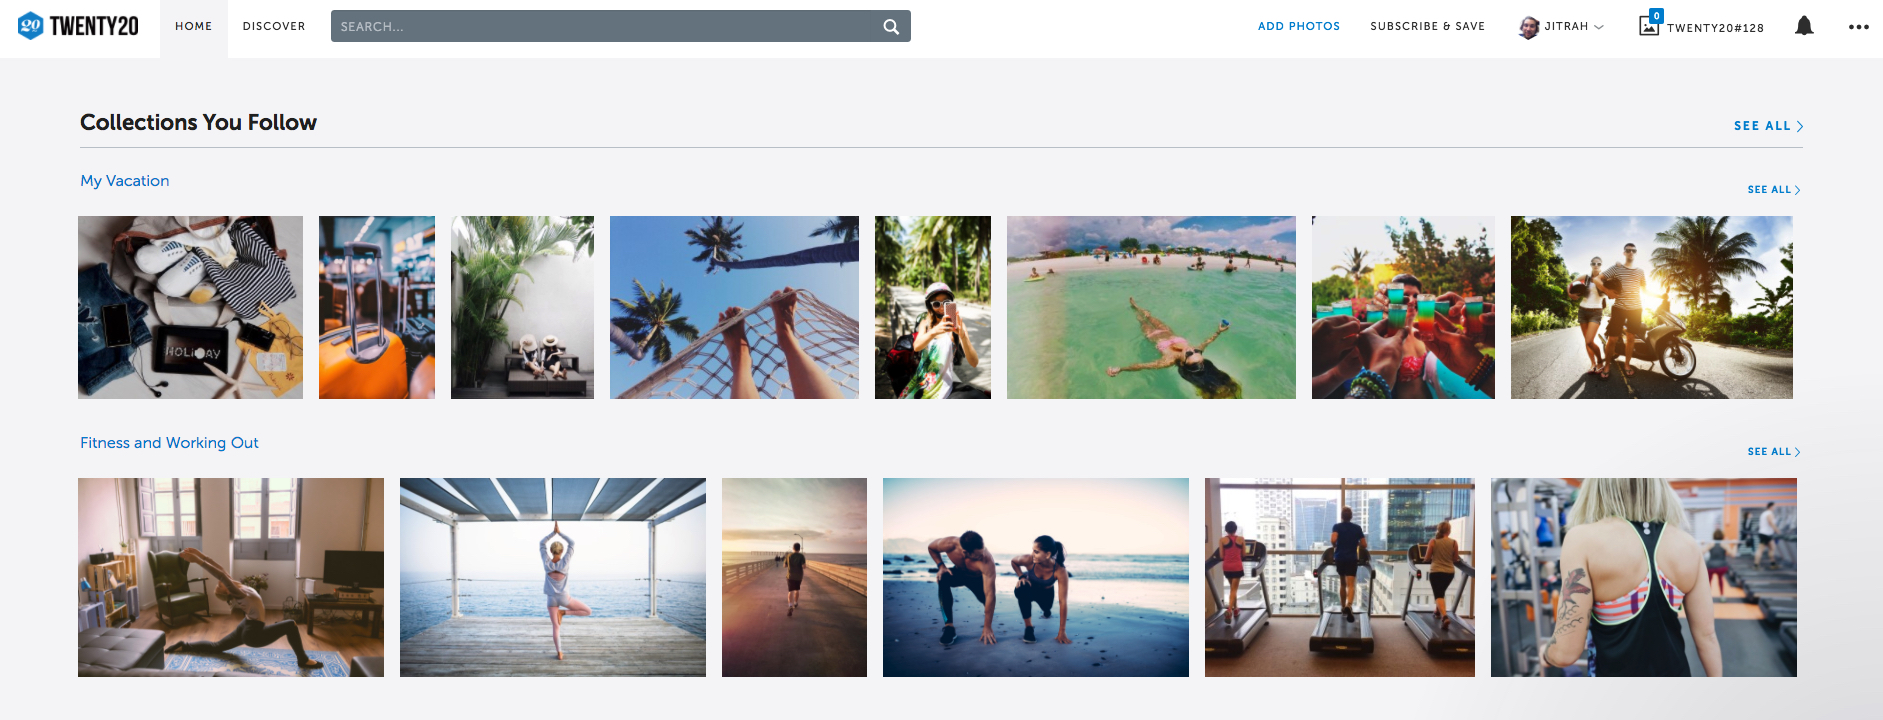 20 TWENTY20
HOME
DISCOVER
SEARCH...
ADD PHOTOS
SUBSCRIBE & SAVE
JITRAH
0
TWENTY20#128
Collections You Follow
SEE ALL
My Vacation
SEE ALL
HOLIDAY
Fitness and Working Out
SEE ALL